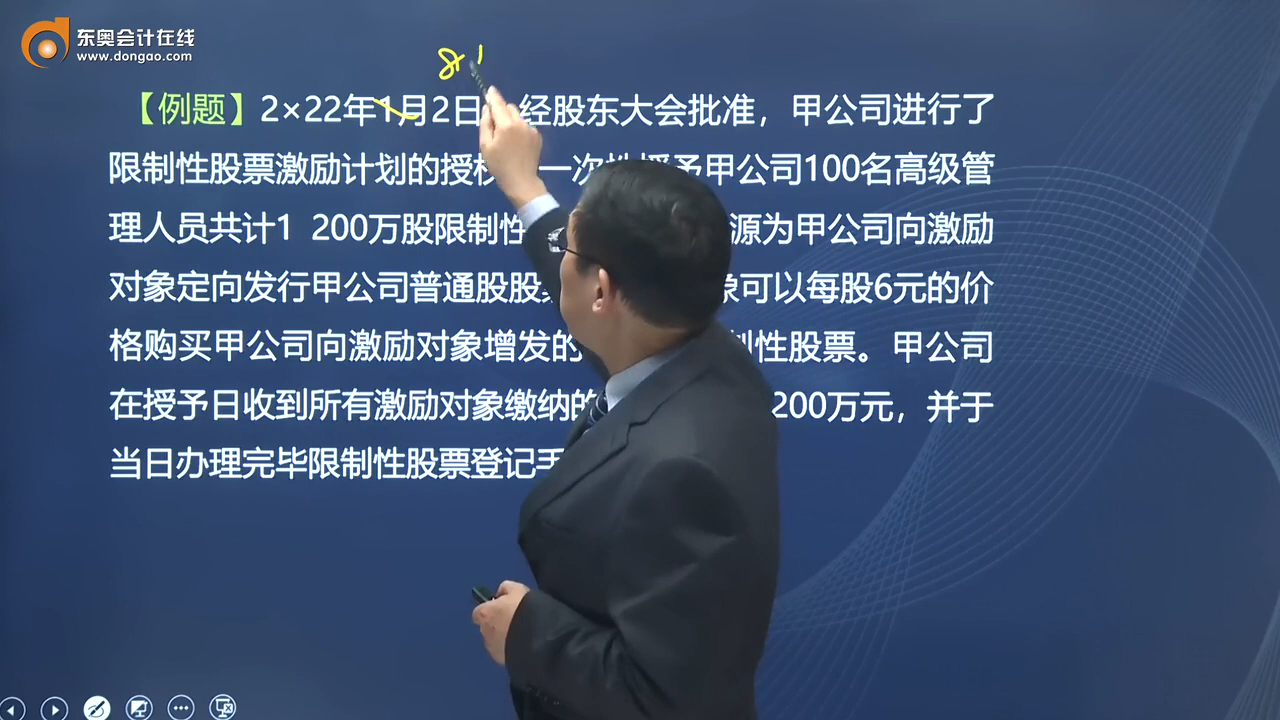 东奥会计在线
www.dongao.com
8.1
【例题】2×22年1月2日 经股东大会批准，甲公司进行了
限制性股票激励计划的授 一次 授予甲公司100名高级管
理人员共计1 200万股限制性 源为甲公司向激励
对象定向发行甲公司普通股股 可以每股6元的价
格购买甲公司向激励对象增发的 性股票。甲公司
在授予日收到所有激励对象缴纳的 200万元，并于
当日办理完毕限制性股票登记手